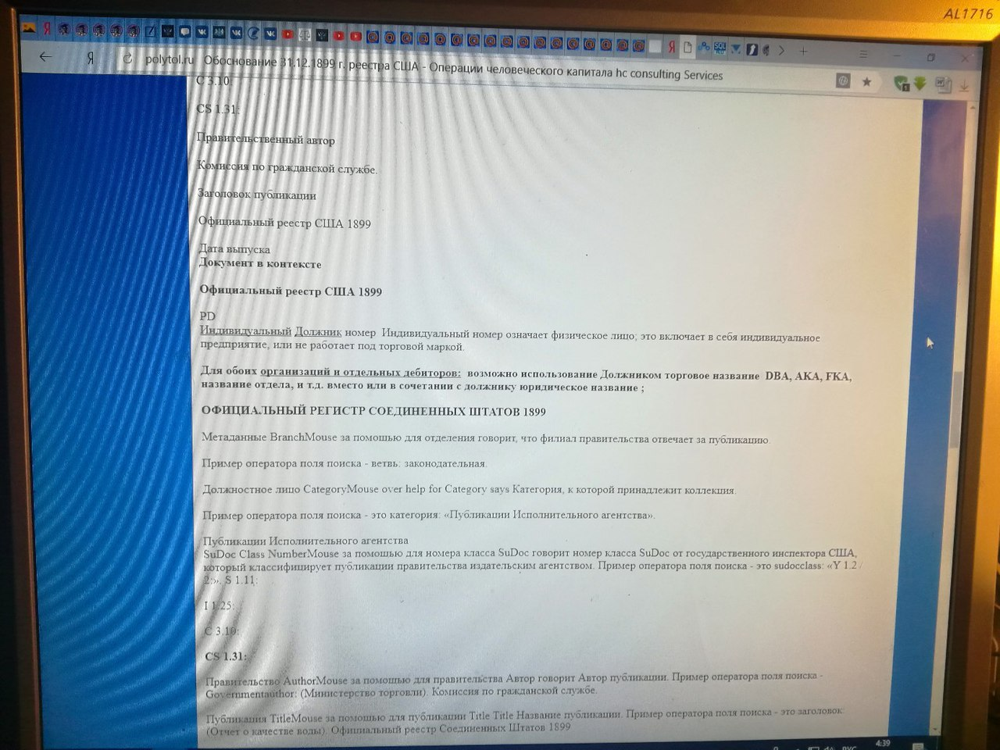 AL1716
polytol.ru Обоснование 31.12.1899 г. реестра США - Операции человеческого капитала hc consulting Services
C 3.10:
CS 1.31:
Правительственный автор
Комиссия по гражданской службе.
Заголовок публикации
Официальный реестр США 1899
Дата выпуска
Документ в контексте
Официальный реестр США 1899
PD
Индивидуальный Должник номер Индивидуальный номер означает физическое лицо; это включает в себя индивидуальное
предприятие, или не работает под торговой маркой.
Для обоих организаций и отдельных дебиторов: возможно использование Должником торговое название DBA, AKA, FKA,
название отдела, и т.д. вместо или в сочетании с должнику юридическое название ;
ОФИЦИАЛЬНЫЙ РЕГИСТР СОЕДИНЕННЫХ ШТАТОВ 1899
Метаданные BranchMouse за помощью для отделения говорит, что филиал правительства отвечает за публикацию.
Пример оператора поля поиска - ветвь: законодательная.
Должностное лицо CategoryMouse over help for Category says Категория, к которой принадлежит коллекция.
Пример оператора поля поиска - это категория: «Публикации Исполнительного агентства».
Публикации Исполнительного агентства
SuDoc Class NumberMouse за помощью для номера класса SuDoc говорит номер класса SuDoc от государственного инспектора США,
который классифицирует публикации правительства издательским агентством. Пример оператора поля поиска - это sudocclass: «Y 1.2 /
2:». S 1.11:
I 1.25:
C 3.10:
CS 1.31:
Правительство AuthorMouse за помощью для правительства Автор говорит Автор публикации. Пример оператора поля поиска -
Governmentauthor: (Министерство торговли). Комиссия по гражданской службе.
Публикация TitleMouse за помощью для публикации Title Title Название публикации. Пример оператора поля поиска - это заголовок:
(Отчет о качестве воды). Официальный реестр Соединенных Штатов 1899
РУС 4:39